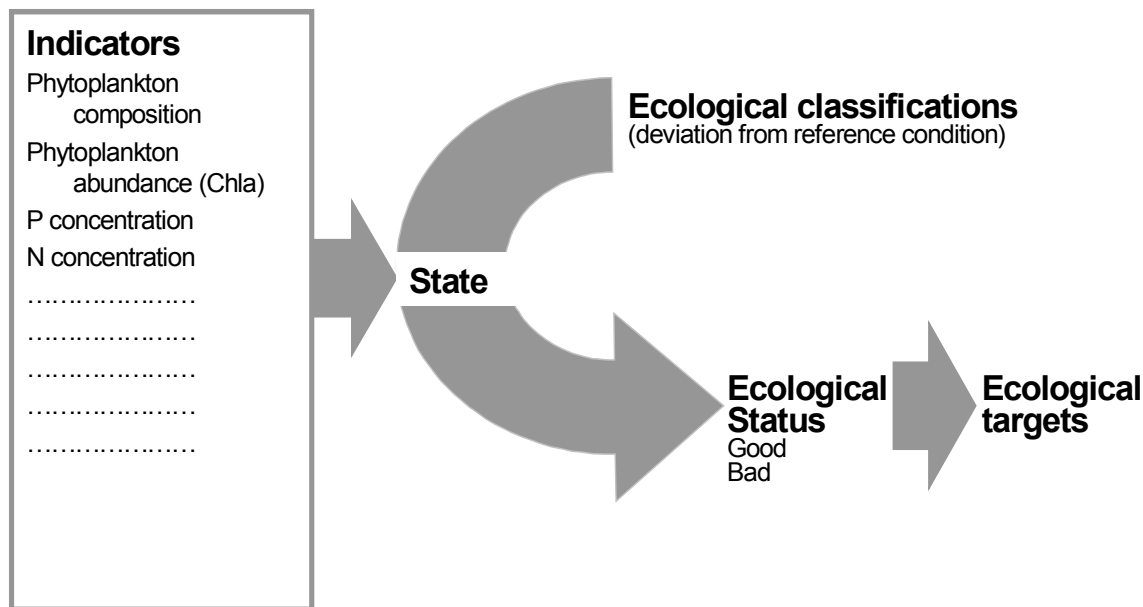 Indicators
Phytoplankton
composition
Phytoplankton
abundance (Chla)
P concentration
N concentration
…………………
…………………
…………………
…………………
…………………
State
Ecological classifications
(deviation from reference condition)
Ecological
Status
Good
Bad
Ecological
targets